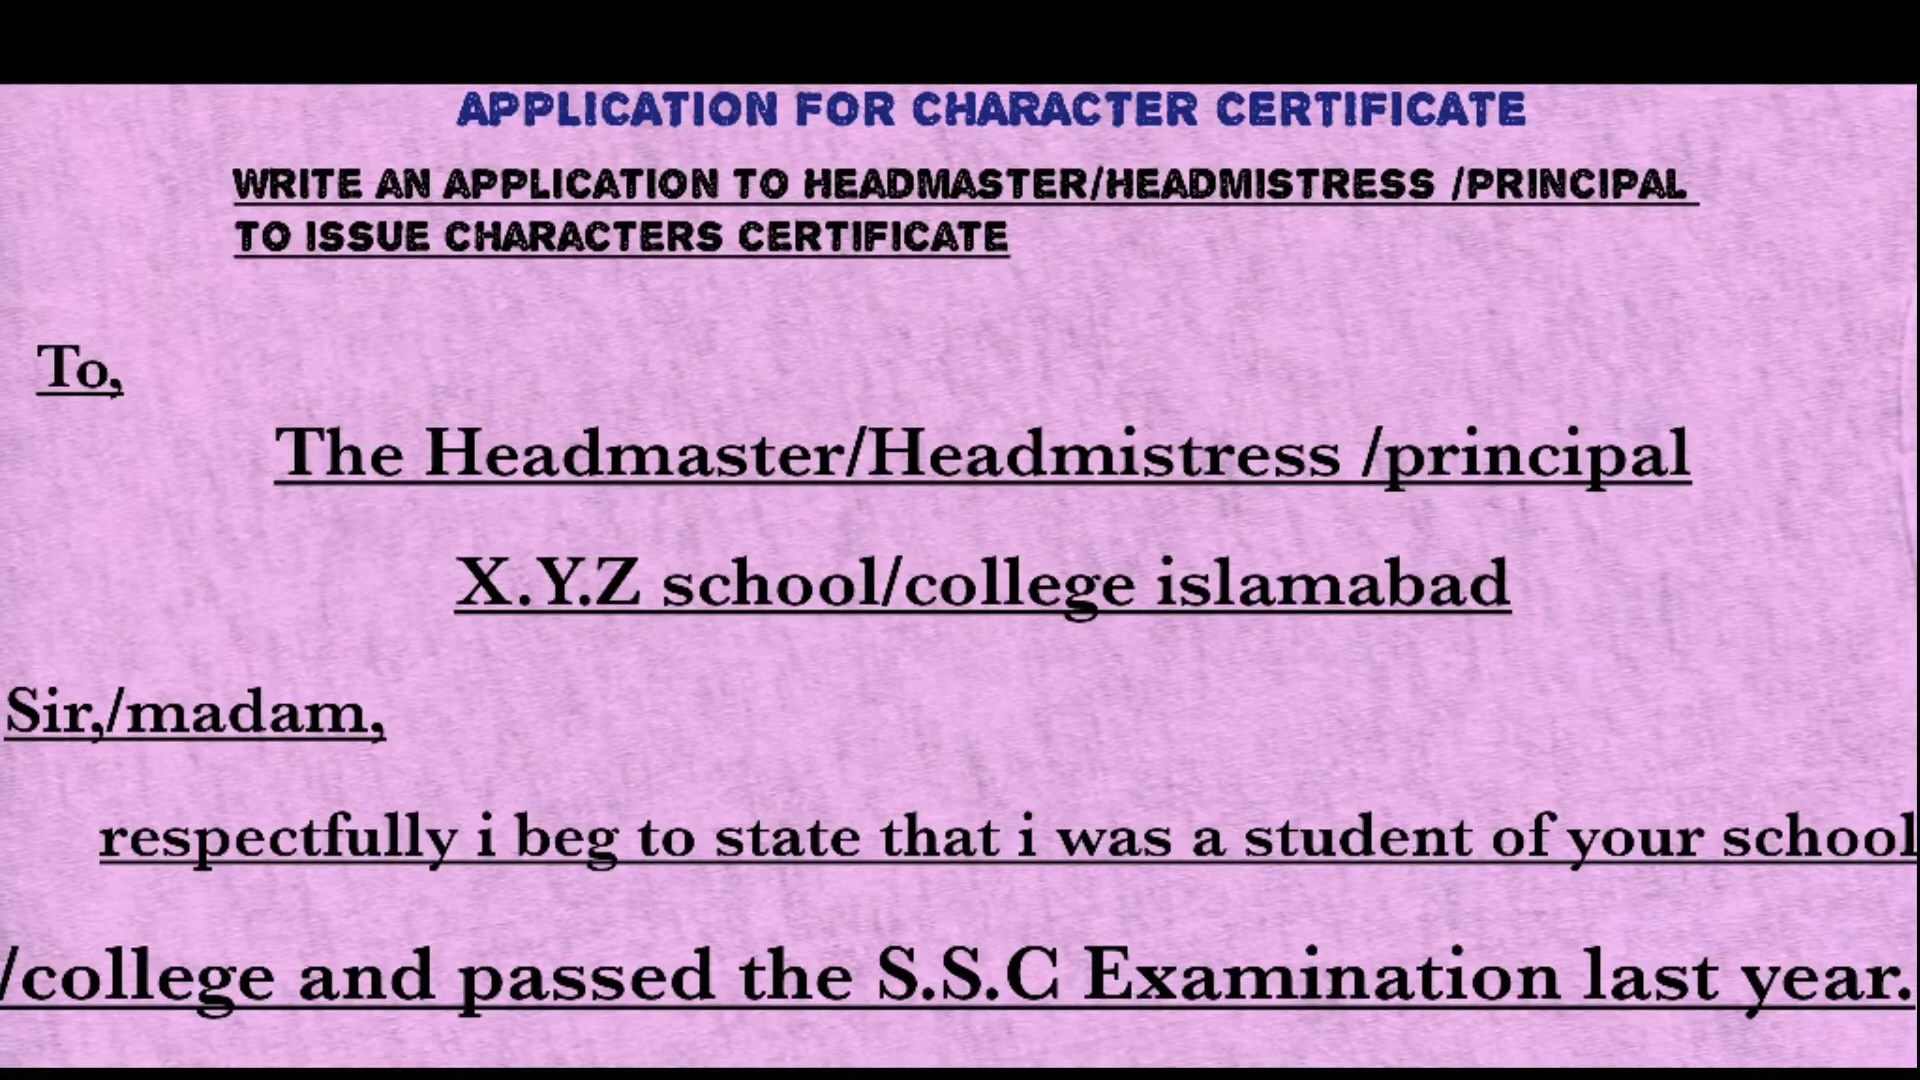 APPLICATION FOR CHARACTER CERTIFICATE
WRITE AN APPLICATION TO HEADMASTER/HEADMISTRESS /PRINCIPAL
TO ISSUE CHARACTERS CERTIFICATE
To,
The Headmaster/Headmistress /principal
X.Y.Z school/college islamabad
Sir,/madam,
respectfully i beg to state that i was a student of your school
/college and passed the S.S.C Examination last year.